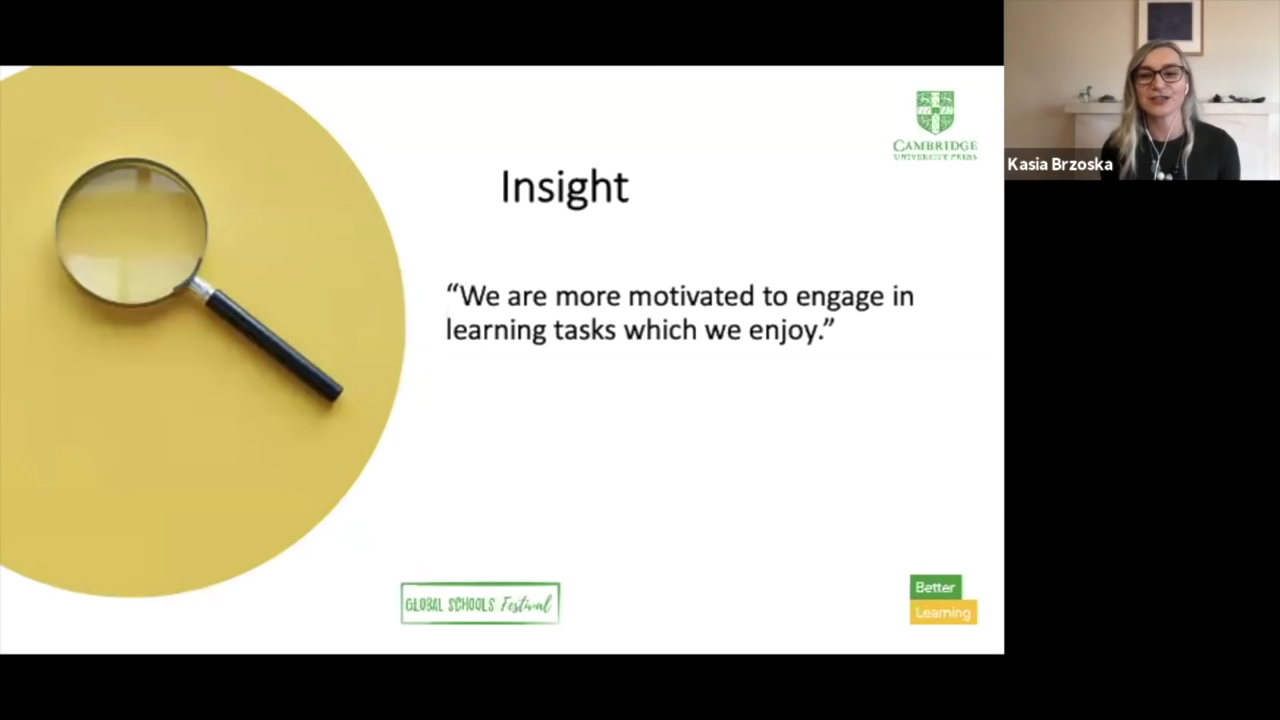 Insight
“We are more motivated to engage in
learning tasks which we enjoy.”
CAMBRIDGE
UNIVERSITY PRESS
Kasia Brzoska
GLOBAL SCHOOLS Festival
Better
Learning